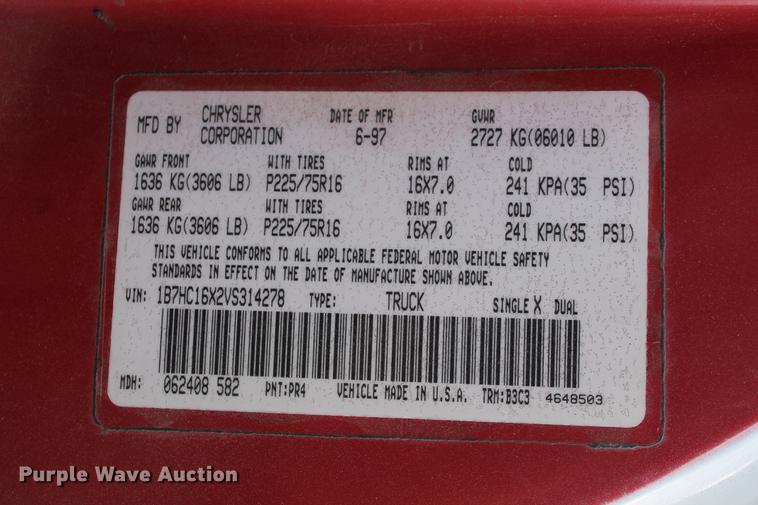 MFD BY CHRYSLER CORPORATION DATE OF MFR 6-97 GVWR 2727 KG(06010 LB)
GAWR FRONT WITH TIRES RIMS AT COLD
1636 KG(3606 LB) P225/75R16 16X7.0 241 KPA(35 PSI)
GAWR REAR WITH TIRES RIMS AT COLD
1636 KG(3606 LB) P225/75R16 16X7.0 241 KPA(35 PSI)
THIS VEHICLE CONFORMS TO ALL APPLICABLE FEDERAL MOTOR VEHICLE SAFETY
STANDARDS IN EFFECT ON THE DATE OF MANUFACTURE SHOWN ABOVE.
VIN: 1B7HC16X2VS314278 TYPE: TRUCK SINGLE X DUAL
MDH: 062408 582 PNT:PR4 VEHICLE MADE IN U.S.A. TRM:B3C3 4648503
Purple Wave Auction